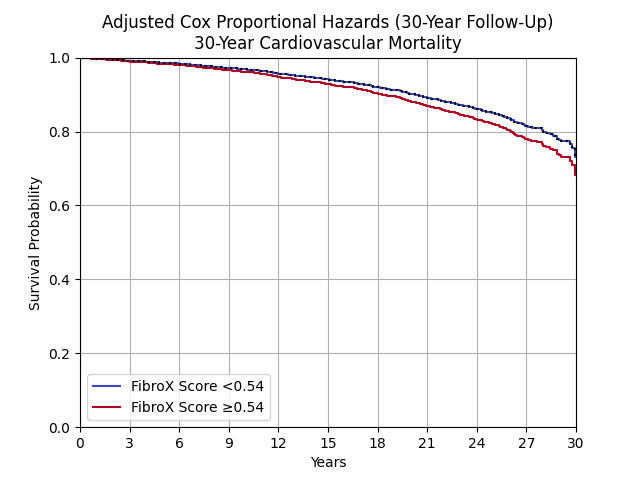 Adjusted Cox Proportional Hazards (30-Year Follow-Up)
30-Year Cardiovascular Mortality
Survival Probability
1.0
0.8
0.6
0.4
0.2
0.0
FibroX Score <0.54
FibroX Score ≥0.54
0 3 6 9 12 15 18 21 24 27 30
Years